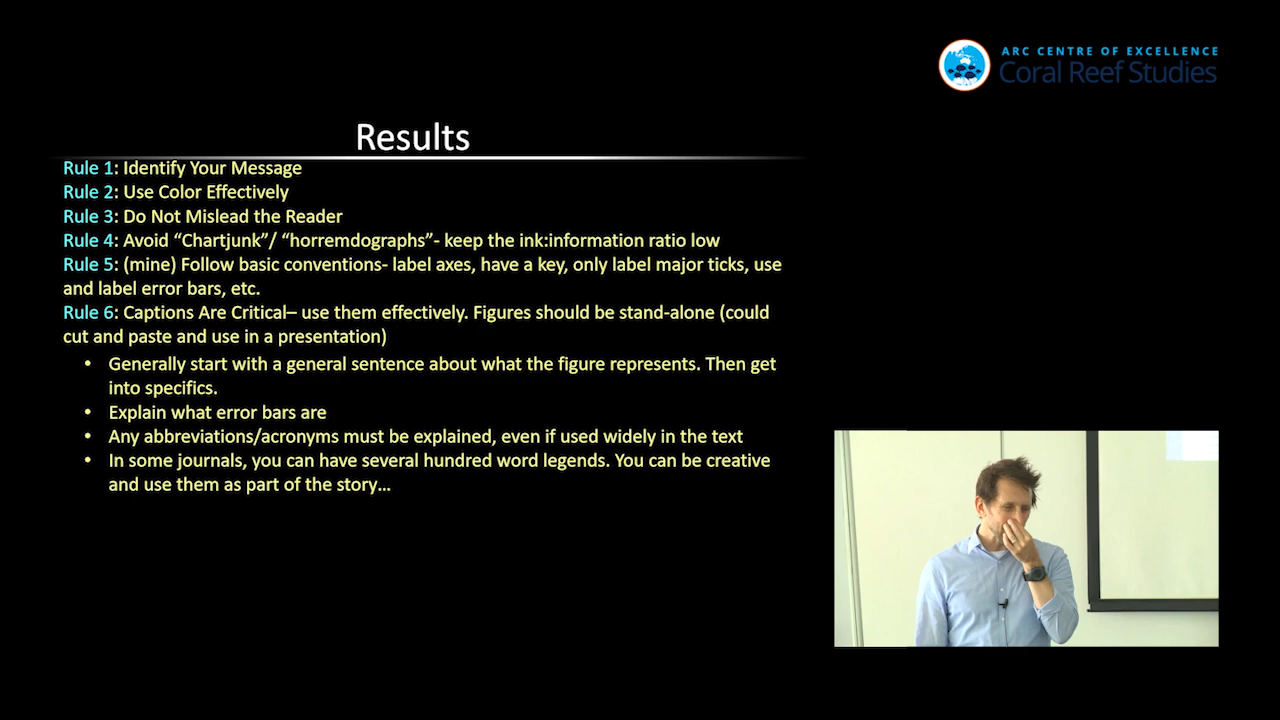 ARC CENTRE OF EXCELLENCE
Coral Reef Studies
Results
Rule 1: Identify Your Message
Rule 2: Use Color Effectively
Rule 3: Do Not Mislead the Reader
Rule 4: Avoid “Chartjunk”/ “horremdographs”- keep the ink:information ratio low
Rule 5: (mine) Follow basic conventions- label axes, have a key, only label major ticks, use
and label error bars, etc.
Rule 6: Captions Are Critical– use them effectively. Figures should be stand-alone (could
cut and paste and use in a presentation)
• Generally start with a general sentence about what the figure represents. Then get
into specifics.
• Explain what error bars are
• Any abbreviations/acronyms must be explained, even if used widely in the text
• In some journals, you can have several hundred word legends. You can be creative
and use them as part of the story…